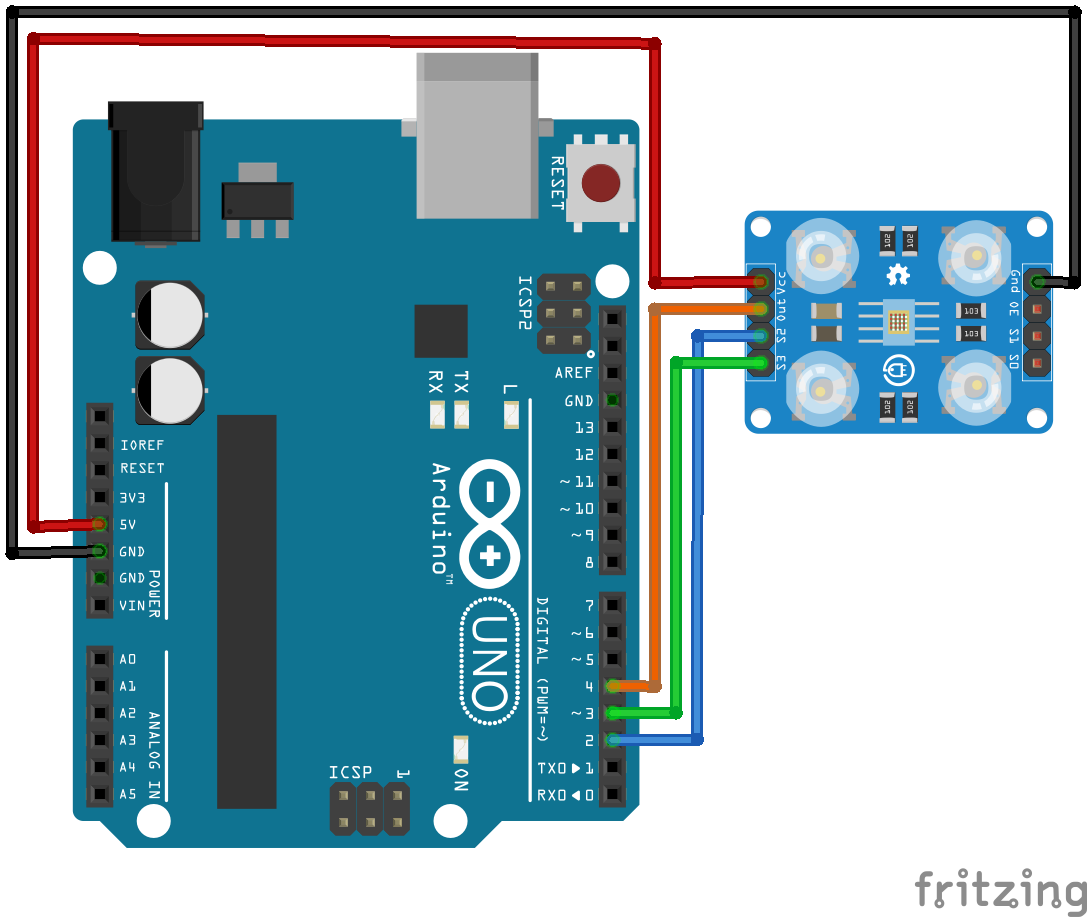 RESET
ICSP2
AREF
GND
13
12
~11
~10
~9
8
7
~6
~5
4
~3
2
TX0▶1
RX0◀0
RX
TX
L
IOREF
RESET
3V3
5V
GND
GND
VIN
POWER
A0
A1
A2
A3
A4
A5
ANALOG IN
Arduino™
UNO
DIGITAL (PWM=~)
ON
ICSP
1
Vcc
Out
S2
S3
Gnd
OE
S1
S0
102
102
103
103
102
102
fritzing